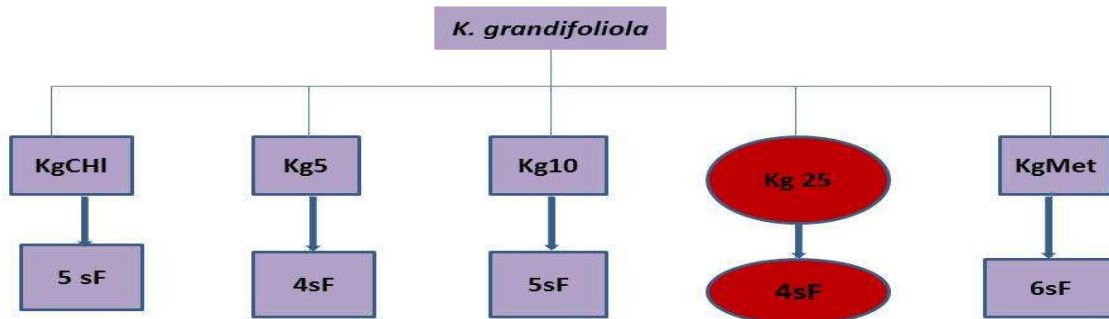 K. grandifoliola
KgCHl
Kg5
Kg10
Kg 25
KgMet
5 sF
4sF
5sF
4sF
6sF